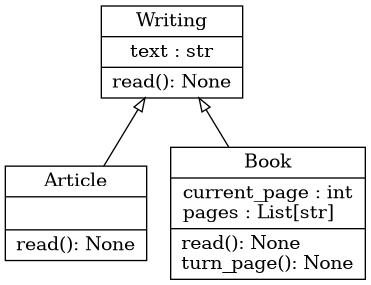 Writing
text : str
read(): None
Article
read(): None
Book
current_page : int
pages : List[str]
read(): None
turn_page(): None